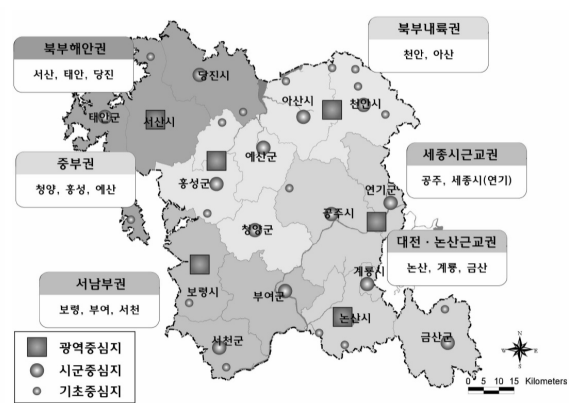 북부해안권
서산, 태안, 당진
북부내륙권
천안, 아산
당진시
아산시
천안시
태안군
서산시
예산군
중부권
청양, 홍성, 예산
세종시근교권
공주, 세종시(연기)
홍성군
연기군
공주시
청양군
대전 · 논산근교권
논산, 계룡, 금산
서남부권
보령, 부여, 서천
계룡시
보령시
부여군
논산시
서천군
금산군
광역중심지
시군중심지
기초중심지
N
W
E
S
0 5 10 15 Kilometers